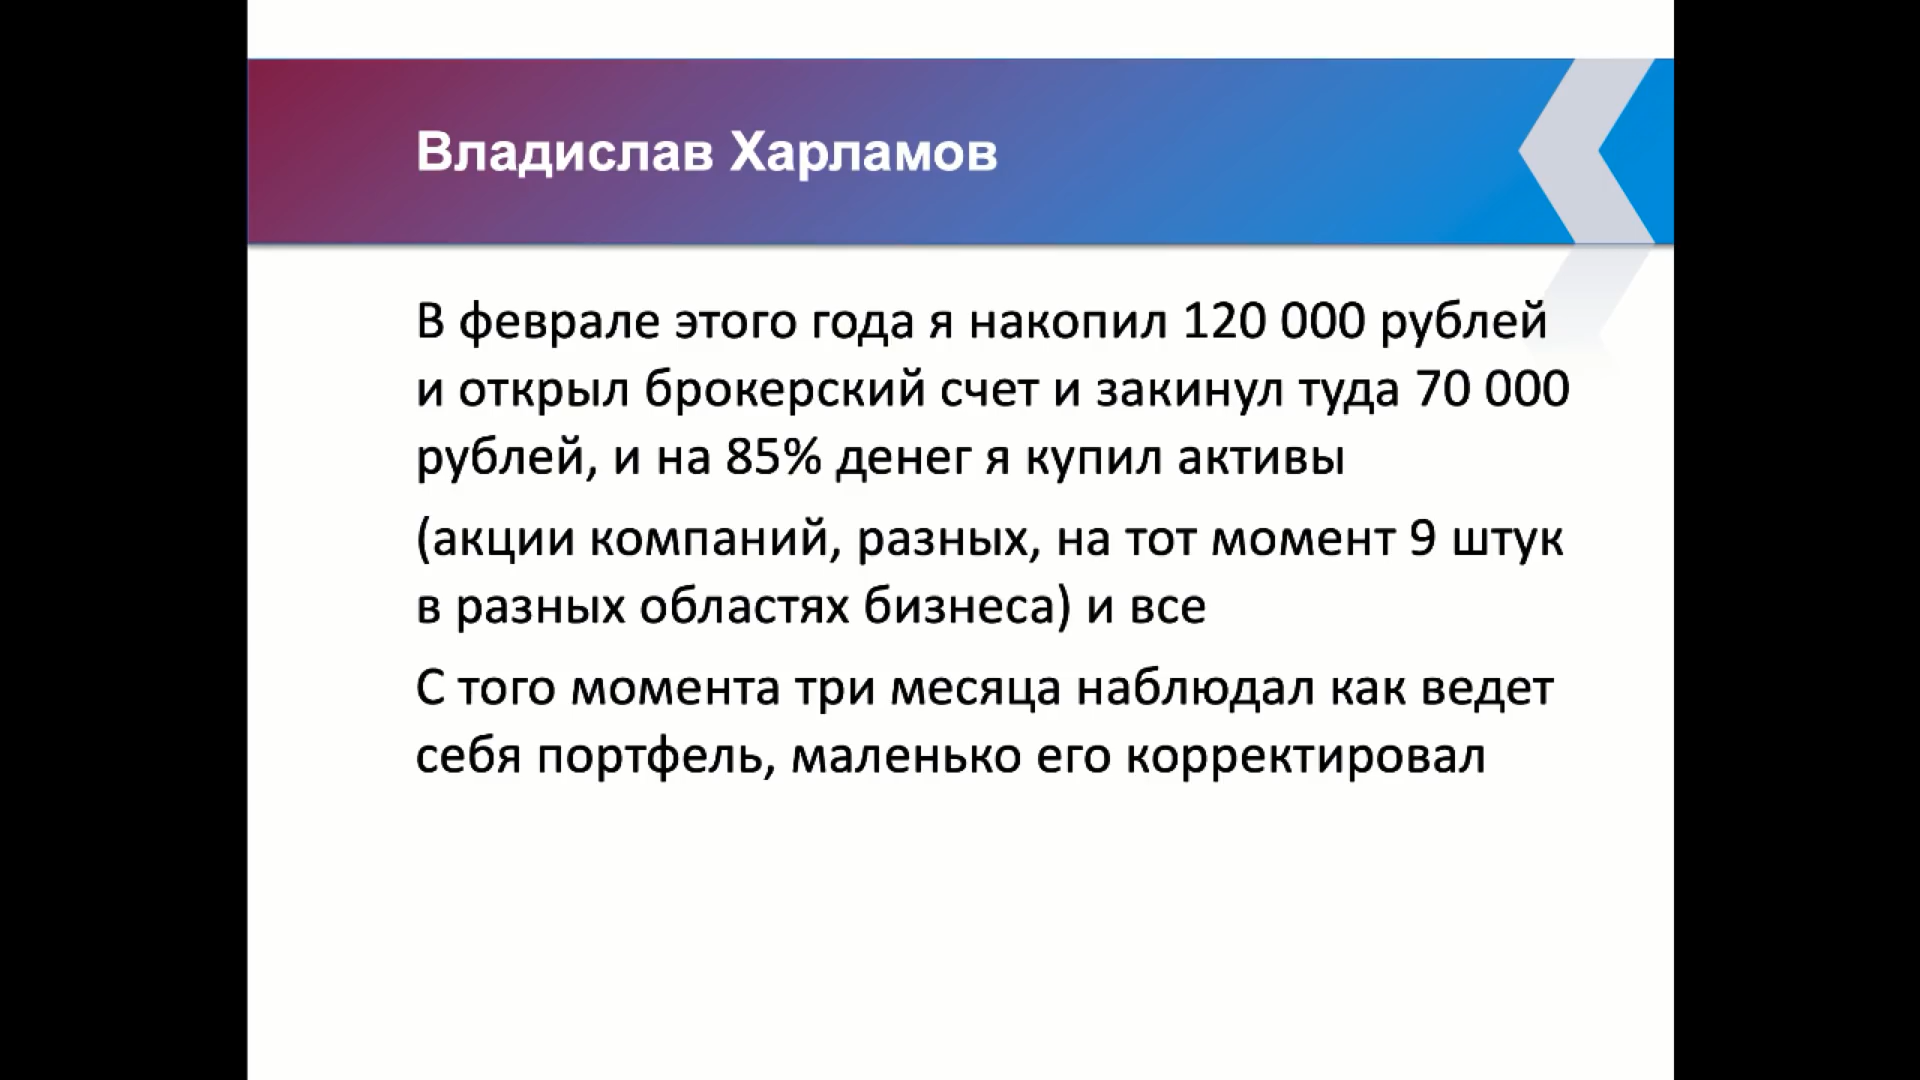 Владислав Харламов
В феврале этого года я накопил 120 000 рублей
и открыл брокерский счет и закинул туда 70 000
рублей, и на 85% денег я купил активы
(акции компаний, разных, на тот момент 9 штук
в разных областях бизнеса) и все
С того момента три месяца наблюдал как ведет
себя портфель, маленько его корректировал